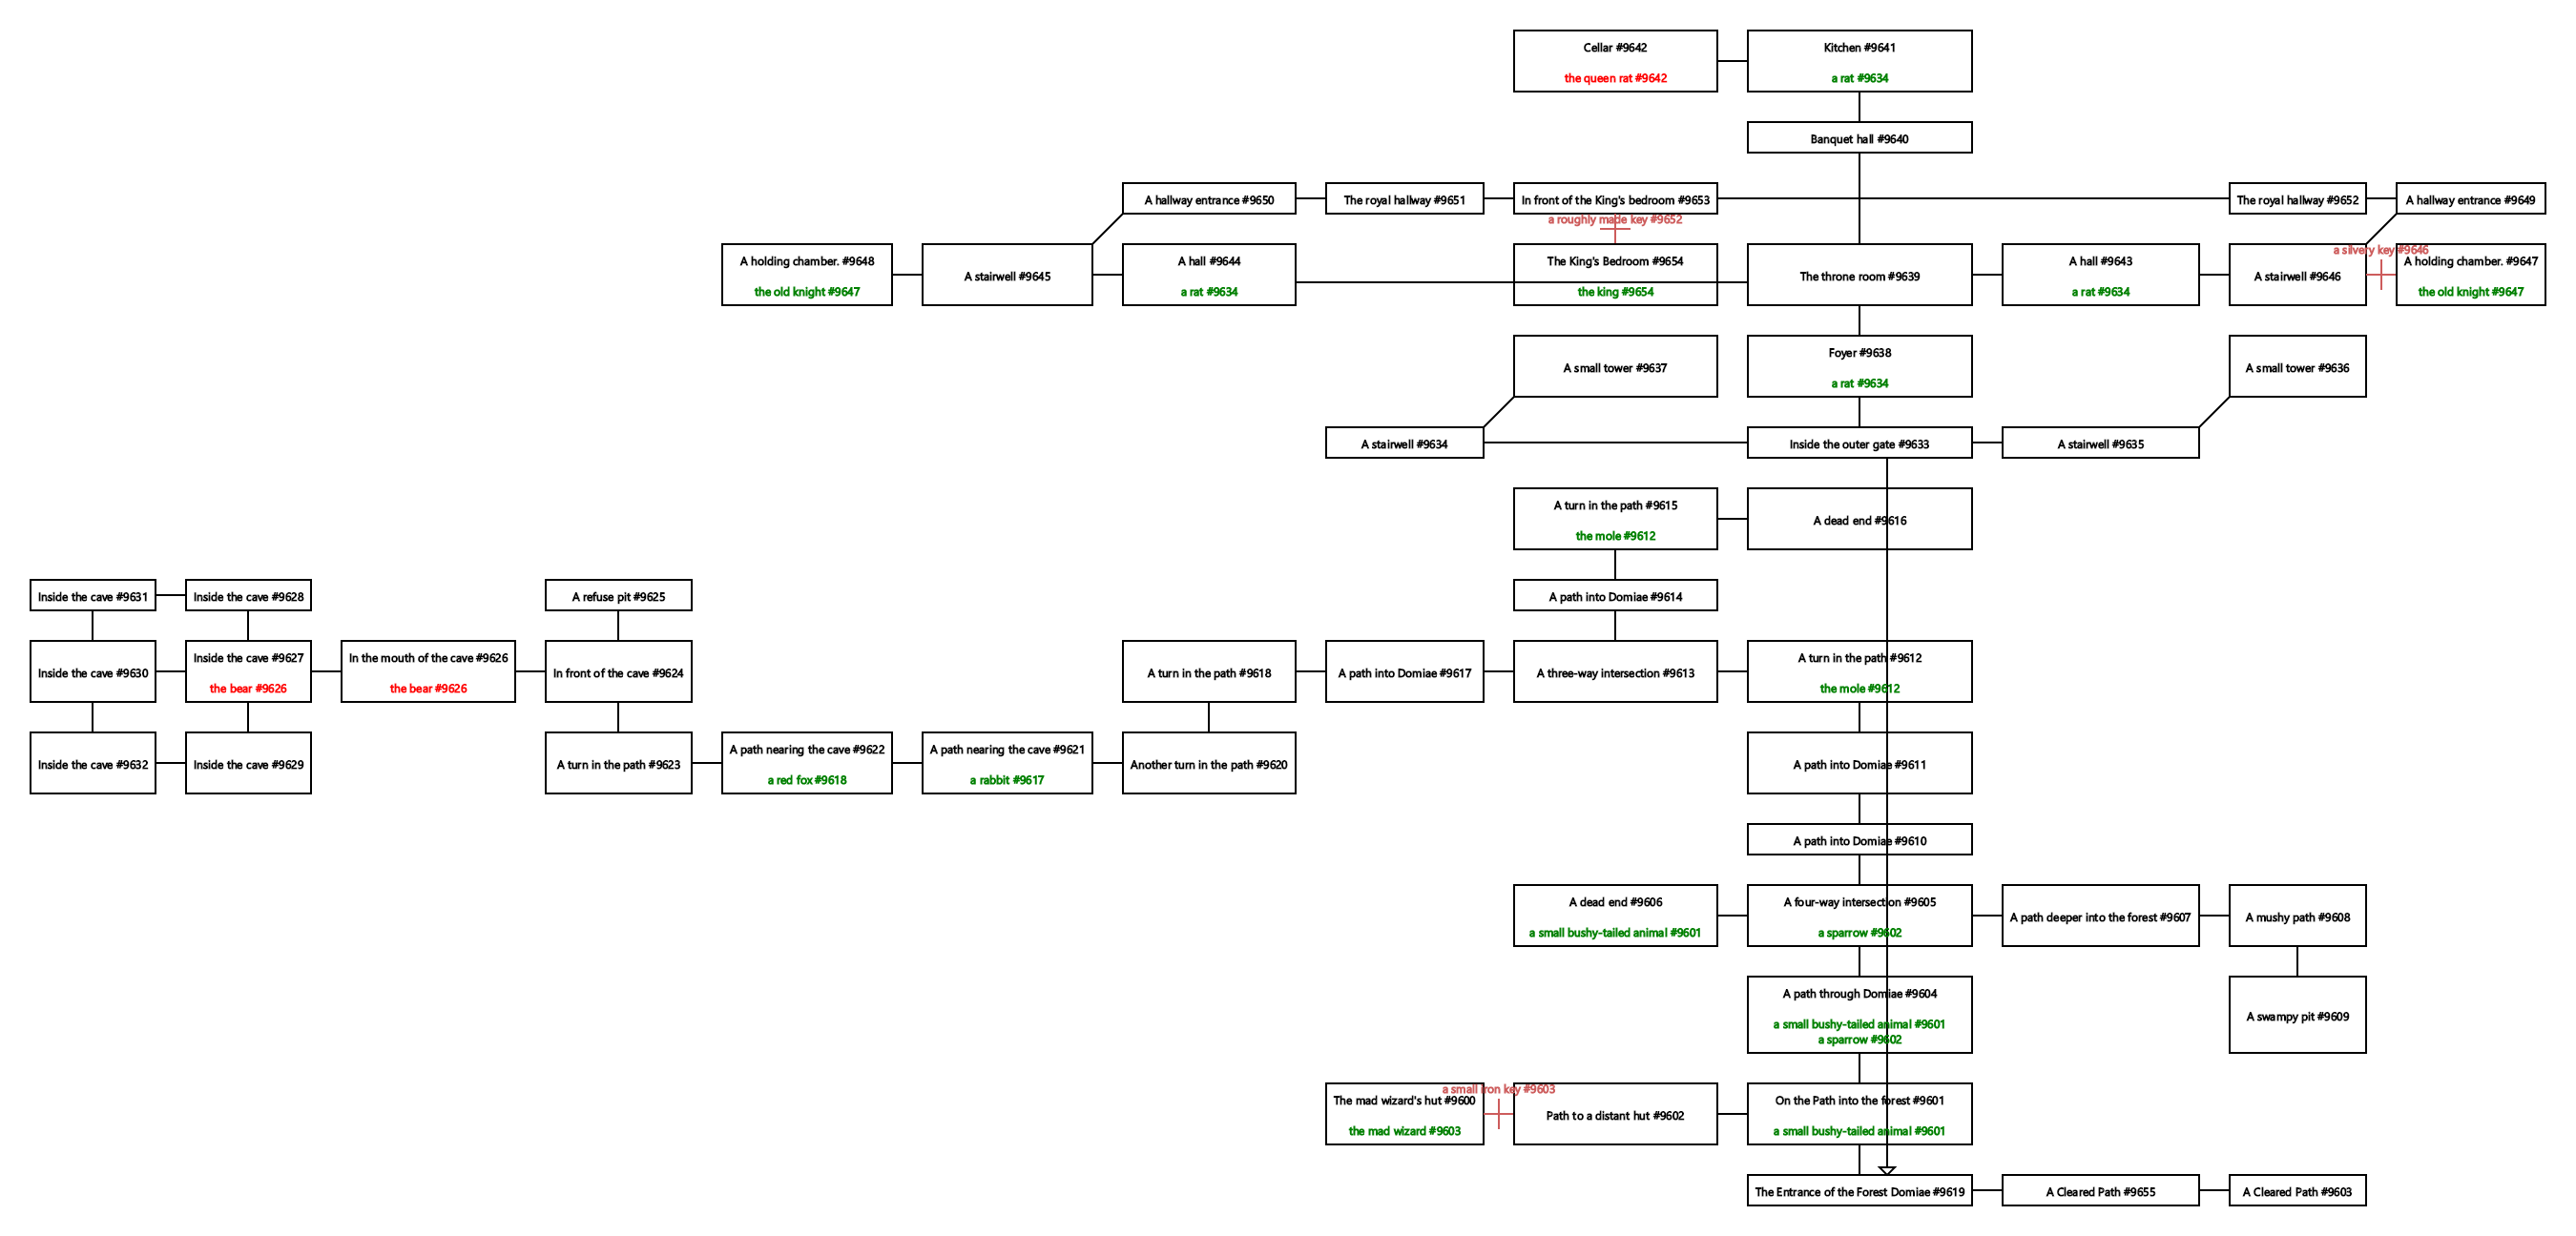 Cellar #9642
the queen rat #9642
Kitchen #9641
a rat #9634
Banquet hall #9640
A hallway entrance #9650
The royal hallway #9651
In front of the King's bedroom #9653
The royal hallway #9652
A hallway entrance #9649
a roughly made key #9652
A holding chamber. #9648
the old knight #9647
A stairwell #9645
A hall #9644
a rat #9634
The King's Bedroom #9654
the king #9654
The throne room #9639
A hall #9643
a rat #9634
A stairwell #9646
a silvery key #9646
A holding chamber. #9647
the old knight #9647
A small tower #9637
Foyer #9638
a rat #9634
A small tower #9636
A stairwell #9634
Inside the outer gate #9633
A stairwell #9635
A turn in the path #9615
the mole #9612
A dead end #9616
Inside the cave #9631
Inside the cave #9628
A refuse pit #9625
A path into Domiae #9614
Inside the cave #9630
Inside the cave #9627
the bear #9626
In the mouth of the cave #9626
the bear #9626
In front of the cave #9624
A turn in the path #9618
A path into Domiae #9617
A three-way intersection #9613
A turn in the path #9612
the mole #9612
Inside the cave #9632
Inside the cave #9629
A turn in the path #9623
A path nearing the cave #9622
a red fox #9618
A path nearing the cave #9621
a rabbit #9617
Another turn in the path #9620
A path into Domiae #9611
A path into Domiae #9610
A dead end #9606
a small bushy-tailed animal #9601
A four-way intersection #9605
a sparrow #9602
A path deeper into the forest #9607
A mushy path #9608
A path through Domiae #9604
a small bushy-tailed animal #9601
a sparrow #9602
A swampy pit #9609
a small iron key #9603
The mad wizard's hut #9600
the mad wizard #9603
Path to a distant hut #9602
On the Path into the forest #9601
a small bushy-tailed animal #9601
The Entrance of the Forest Domiae #9619
A Cleared Path #9655
A Cleared Path #9603